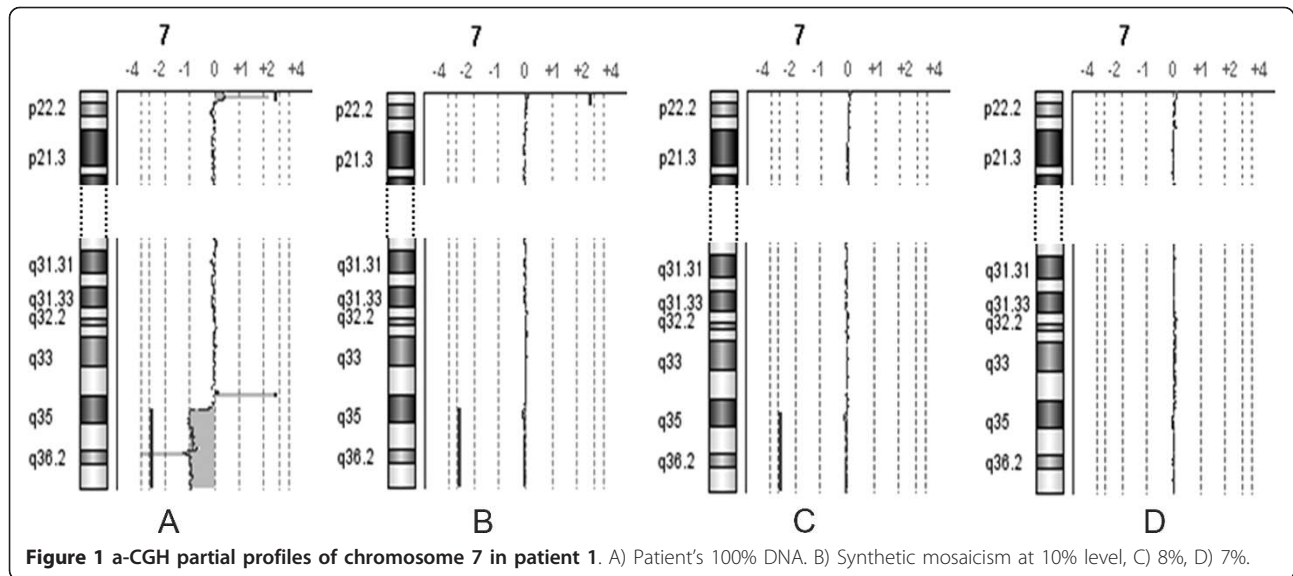 7
-4 -2 -1 0 +1 +2 +4
p22.2
p21.3
q31.31
q31.33
q32.2
q33
q35
q36.2
A
7
-4 -2 -1 0 +1 +2 +4
p22.2
p21.3
q31.31
q31.33
q32.2
q33
q35
q36.2
B
7
-4 -2 -1 0 +1 +2 +4
p22.2
p21.3
q31.31
q31.33
q32.2
q33
q35
q36.2
C
7
-4 -2 -1 0 +1 +2 +4
p22.2
p21.3
q31.31
q31.33
q32.2
q33
q35
q36.2
D
Figure 1 a-CGH partial profiles of chromosome 7 in patient 1. A) Patient's 100% DNA. B) Synthetic mosaicism at 10% level, C) 8%, D) 7%.